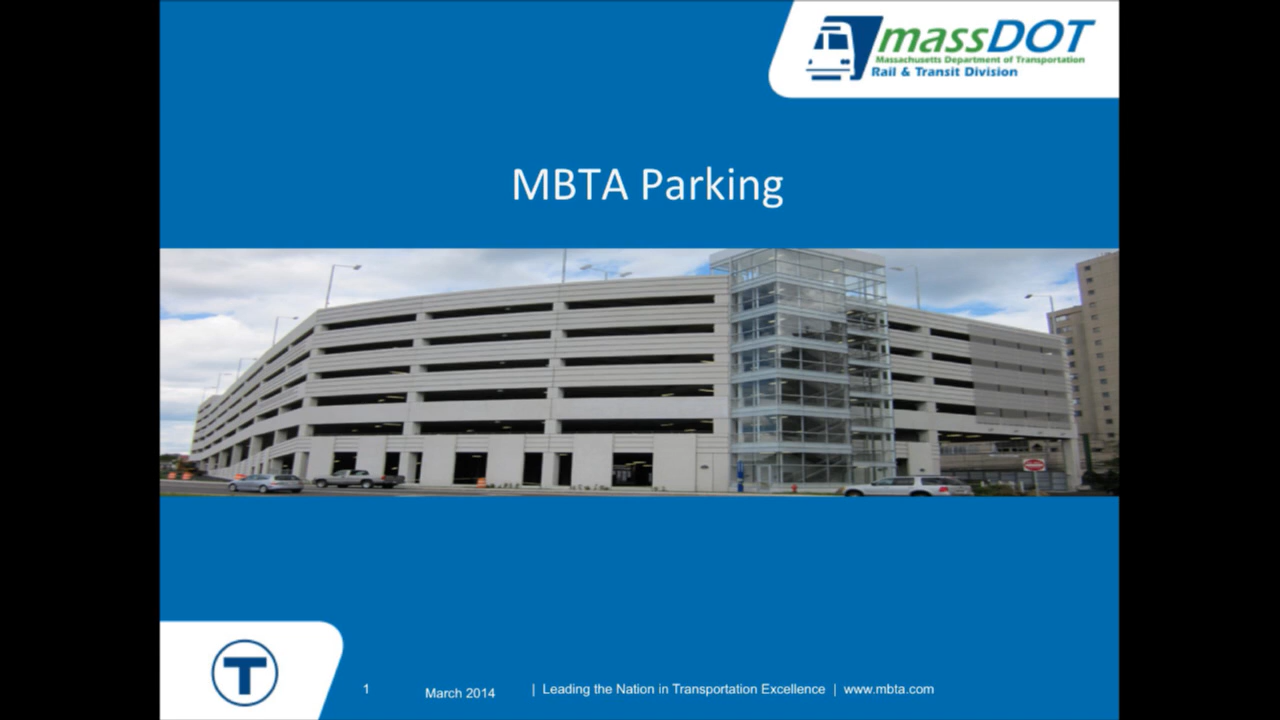 massDOT
Massachusetts Department of Transportation
Rail & Transit Division
MBTA Parking
T
1
March 2014
| Leading the Nation in Transportation Excellence | www.mbta.com